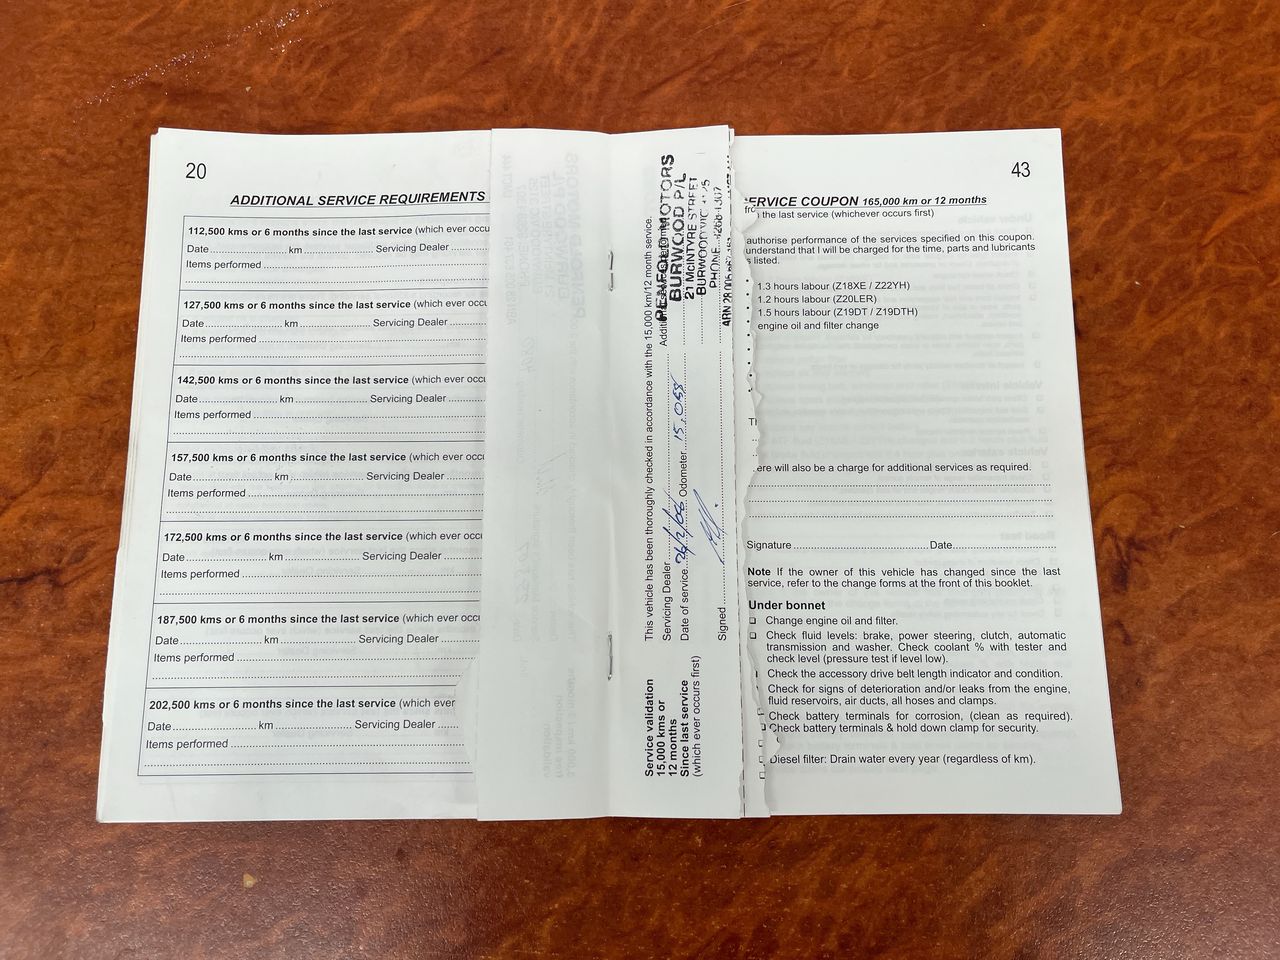 20
ADDITIONAL SERVICE REQUIREMENTS
112,500 kms or 6 months since the last service (which ever occu
Date ............ km ............ Servicing Dealer ............
Items performed ............
127,500 kms or 6 months since the last service (which ever occu
Date ............ km ............ Servicing Dealer ............
Items performed ............
142,500 kms or 6 months since the last service (which ever occu
Date ............ km ............ Servicing Dealer ............
Items performed ............
157,500 kms or 6 months since the last service (which ever occ
Date ............ km ............ Servicing Dealer ............
Items performed ............
172,500 kms or 6 months since the last service (which ever occ
Date ............ km ............ Servicing Dealer ............
Items performed ............
187,500 kms or 6 months since the last service (which ever oc
Date ............ km ............ Servicing Dealer ............
Items performed ............
202,500 kms or 6 months since the last service (which ever
Date ............ km ............ Servicing Dealer ............
Items performed ............
Service validation
15,000 kms or
12 months
Since last service
(which ever occurs first)
This vehicle has been thoroughly checked in accordance with the 15,000 km/12 month service.
Servicing Dealer ............
Date of service 24/2/06 Odometer 15,058
Signed ............
MOTORS
BURWOOD P/L
21 McINTYRE STREET
BURWOOD VIC
PHONE
43
ERVICE COUPON 165,000 km or 12 months
the last service (whichever occurs first)
authorise performance of the services specified on this coupon.
understand that I will be charged for the time, parts and lubricants
s listed.
• 1.3 hours labour (Z18XE / Z22YH)
• 1.2 hours labour (Z20LER)
• 1.5 hours labour (Z19DT / Z19DTH)
• engine oil and filter change
ere will also be a charge for additional services as required.
Signature ............ Date ............
Note If the owner of this vehicle has changed since the last
service, refer to the change forms at the front of this booklet.
Under bonnet
❏ Change engine oil and filter.
❏ Check fluid levels: brake, power steering, clutch, automatic
transmission and washer. Check coolant % with tester and
check level (pressure test if level low).
Check the accessory drive belt length indicator and condition.
Check for signs of deterioration and/or leaks from the engine,
fluid reservoirs, air ducts, all hoses and clamps.
Check battery terminals for corrosion, (clean as required).
Check battery terminals & hold down clamp for security.
Diesel filter: Drain water every year (regardless of km).